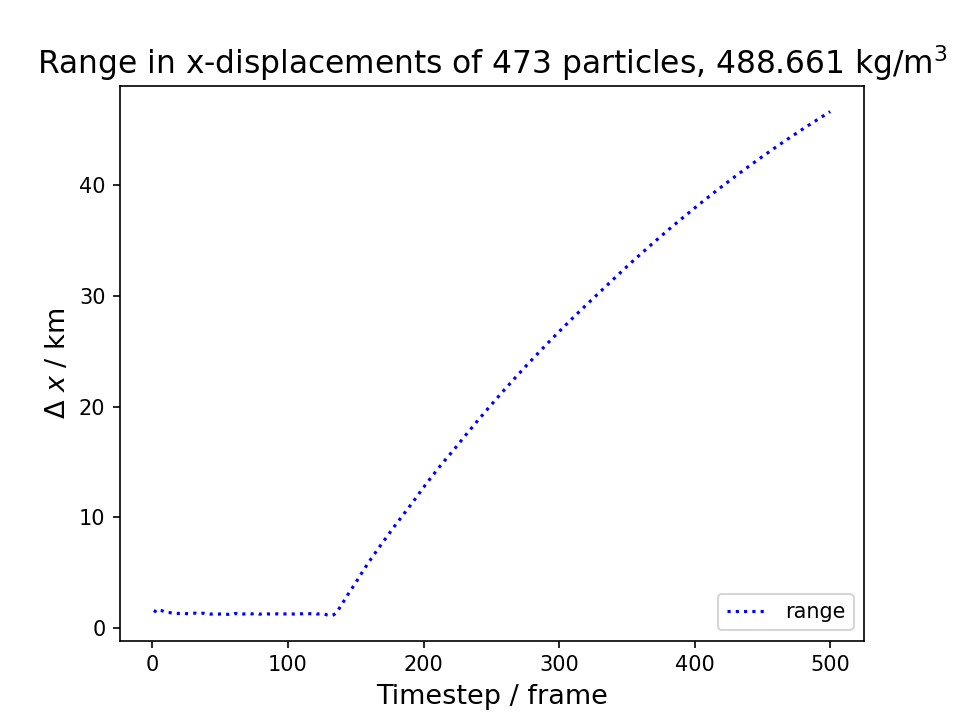 Range in x-displacements of 473 particles, 488.661 kg/m³
Δ x / km
40
30
20
10
0
range
0 100 200 300 400 500
Timestep / frame